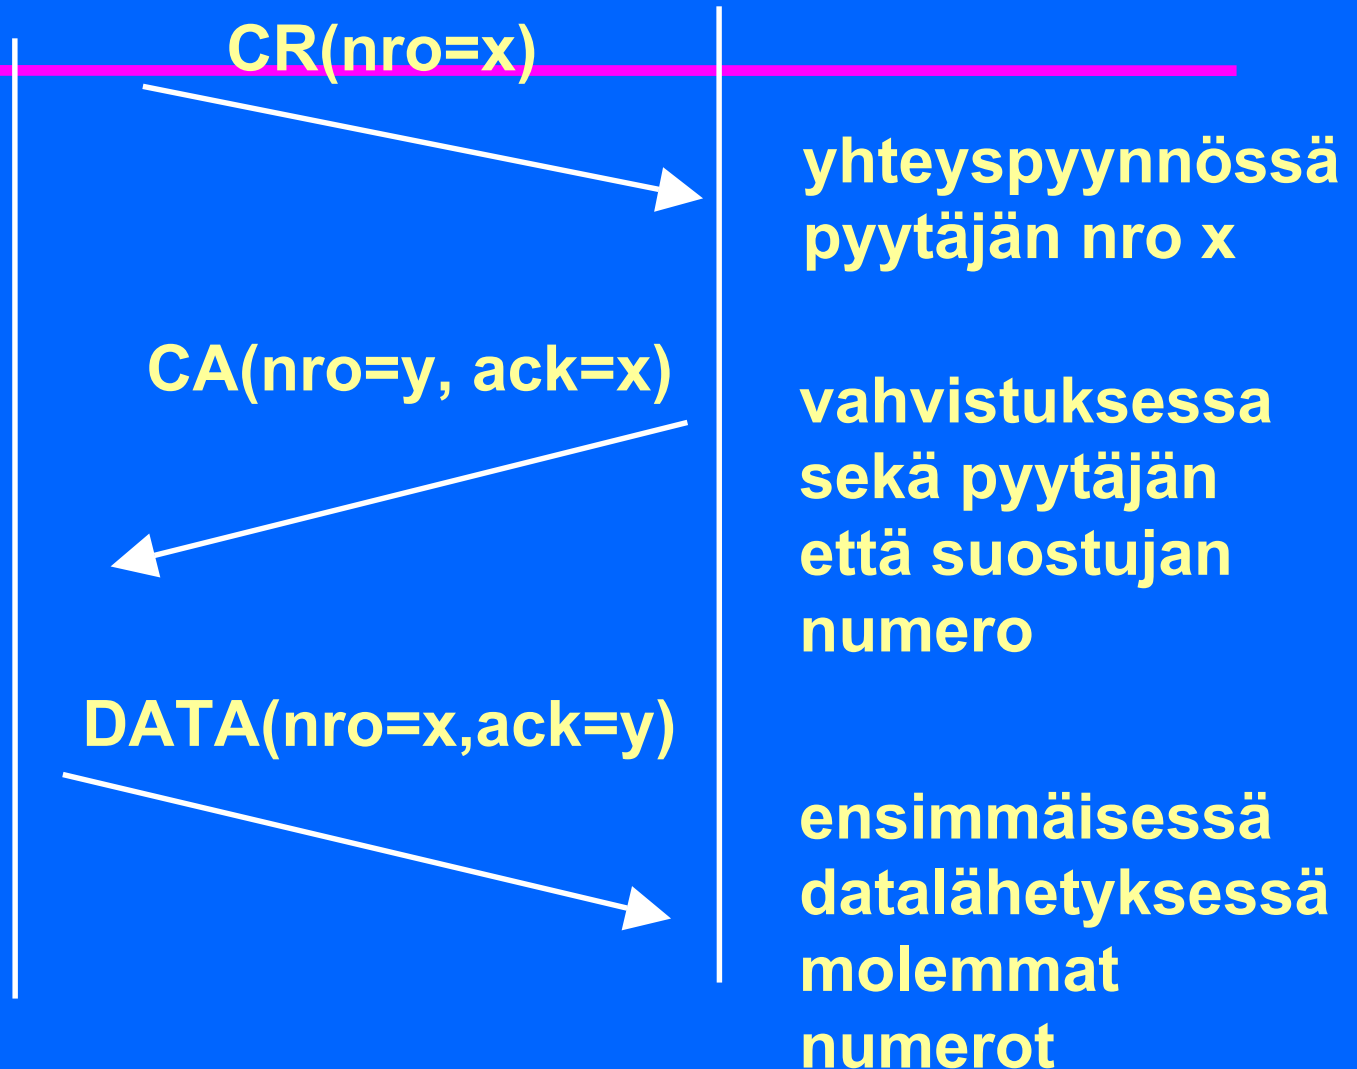 CR(nro=x)
yhteyspyynnössä
pyytäjän nro x
CA(nro=y, ack=x)
vahvistuksessa
sekä pyytäjän
että suostujan
numero
DATA(nro=x,ack=y)
ensimmäisessä
datalähetyksessä
molemmat
numerot